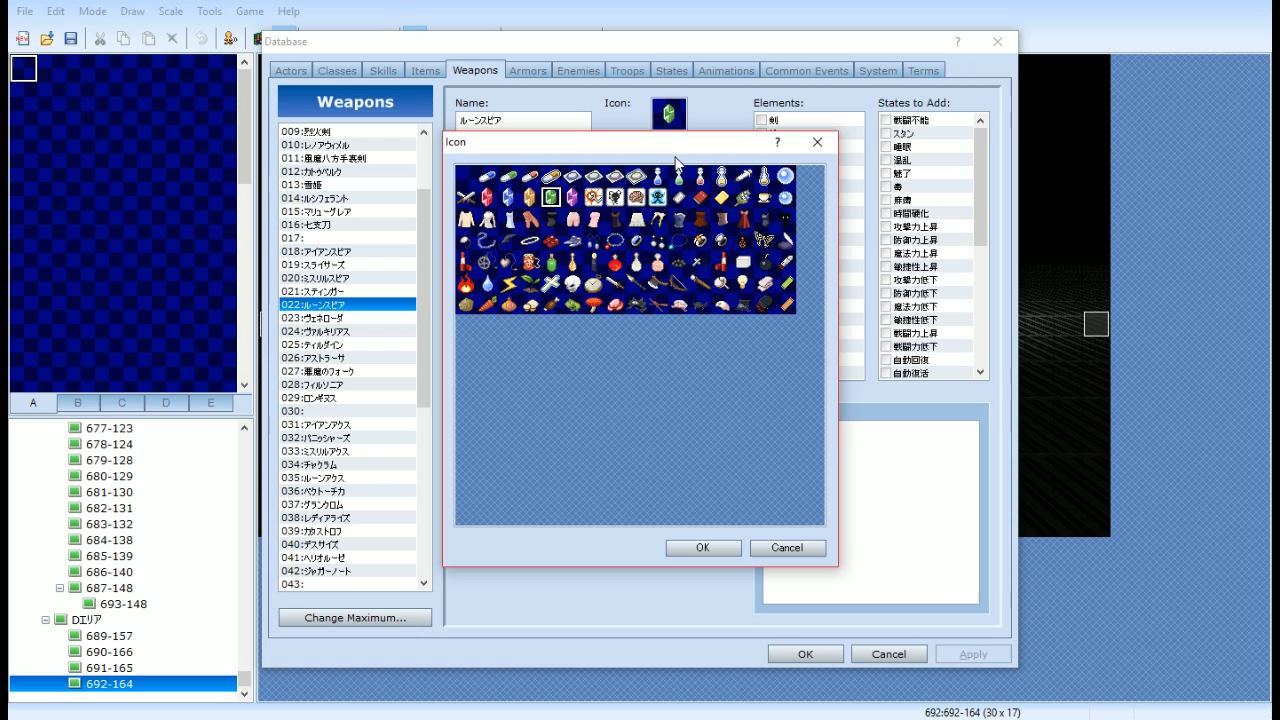 File Edit Mode Draw Scale Tools Game Help
Database
Actors Classes Skills Items Weapons Armors Enemies Troops States Animations Common Events System Terms
Weapons
Name: Icon: Elements: States to Add:
ルーンスピア
剣
戦闘不能
スタン
睡眠
混乱
魅了
毒
麻痺
時間硬化
攻撃力上昇
防御力上昇
魔法力上昇
敏捷性上昇
攻撃力低下
防御力低下
魔法力低下
敏捷性低下
戦闘力上昇
戦闘力低下
自動回復
自動復活
Icon
009:烈火剣
010:レノアウィメル
011:風魔八方手裏剣
012:カトゥベルク
013:雪姫
014:ルシフェラント
015:マリューグレア
016:七支刀
017:
018:アイアンスピア
019:スライサーズ
020:ミスリルスピア
021:スティンガー
022:ルーンスピア
023:ヴェネローダ
024:ヴァルキリアス
025:ティルダイン
026:アストラーサ
027:悪魔のフォーク
028:フィルソニア
029:ロンギヌス
030:
031:アイアンアクス
032:パニッシャーズ
033:ミスリルアクス
034:チャクラム
035:ルーンアクス
036:ベクトーチカ
037:グランクロム
038:レディアライズ
039:カタストロフ
040:デスサイズ
041:ヘリオルーゼ
042:ジャガーノート
043:
Change Maximum...
OK Cancel
OK Cancel Apply
A B C D E
677-123
678-124
679-128
680-129
681-130
682-131
683-132
684-138
685-139
686-140
687-148
693-148
Dエリア
689-157
690-166
691-165
692-164
692:692-164 (30 x 17)